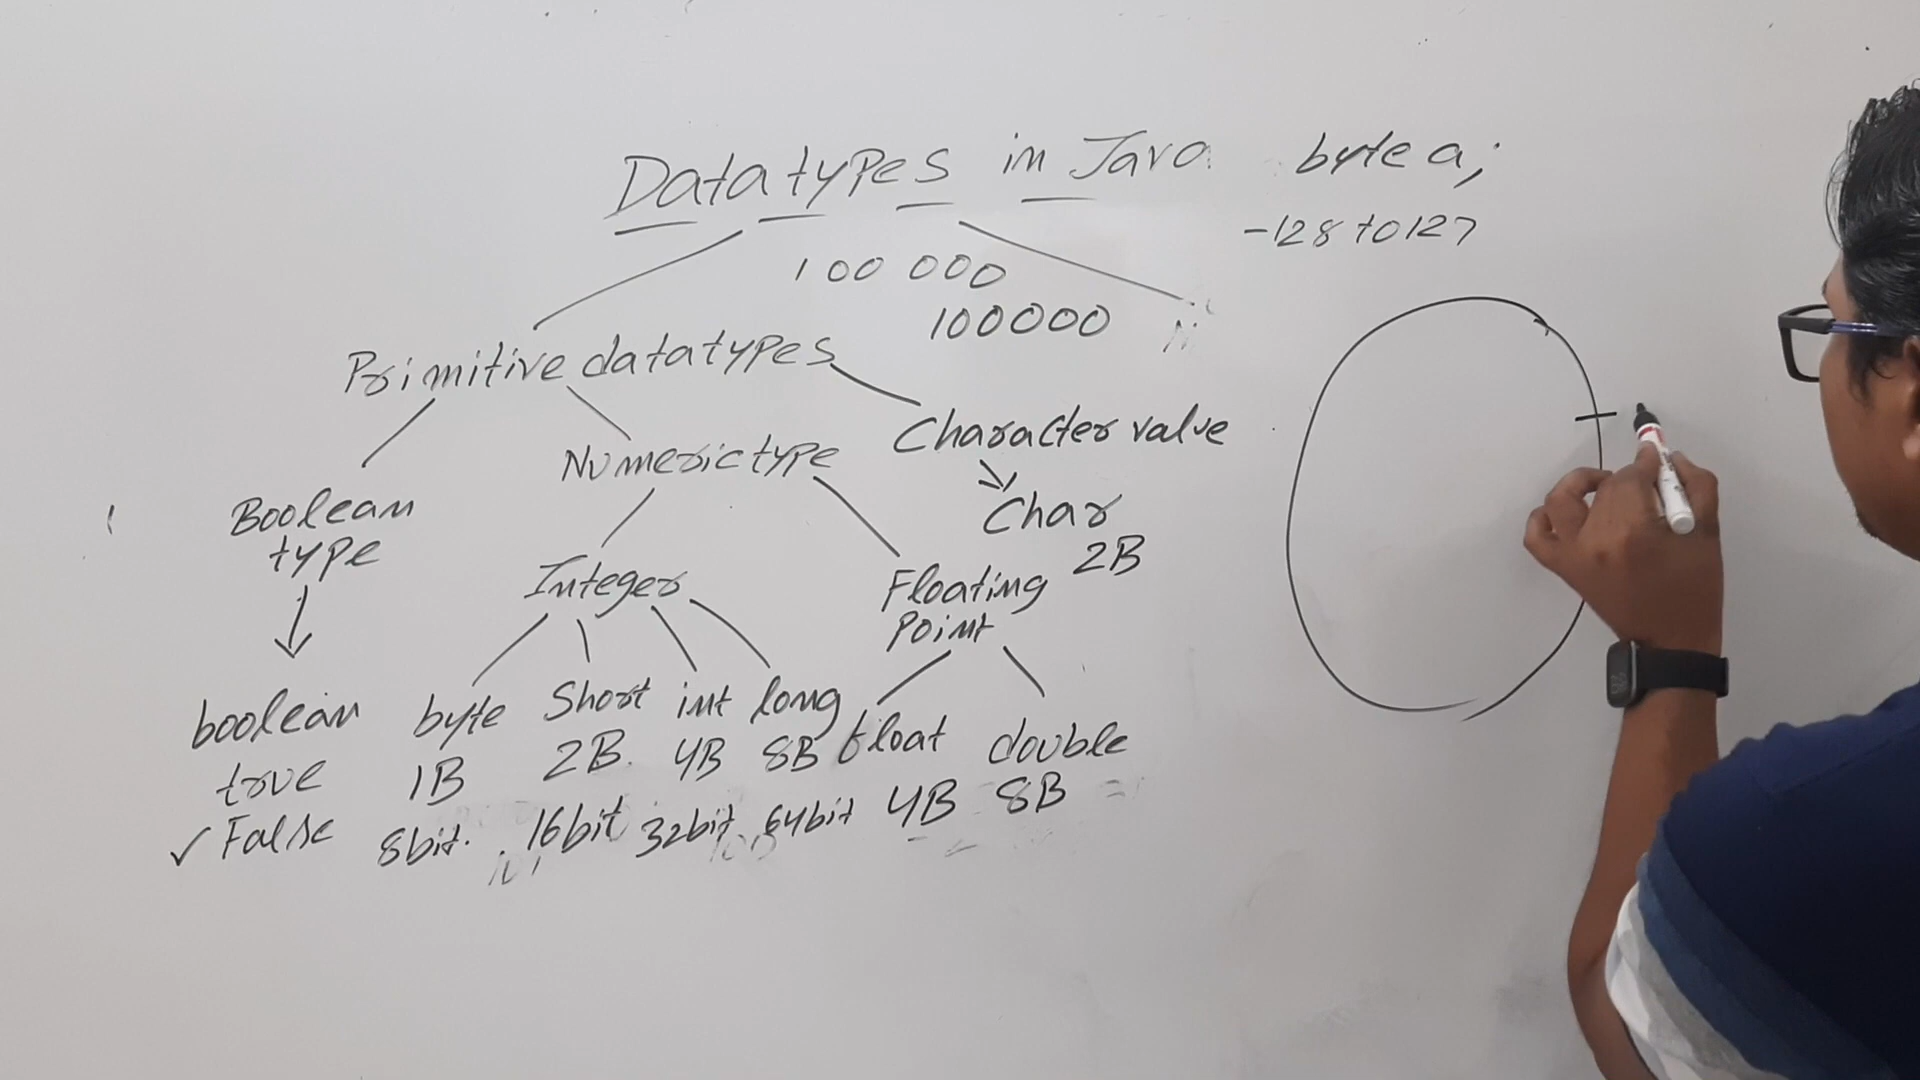 Datatypes in Java
byte a;
-128 to 127
100 000
100000
Primitive datatypes
Character value
Numeric type
Boolean
type
Char
2B
Integer
Floating
Point
boolean
byte
Short
int
long
float
double
true
1B
2B.
4B
8B
4B
8B
✓ False
8bit.
16bit
32bit
64bit